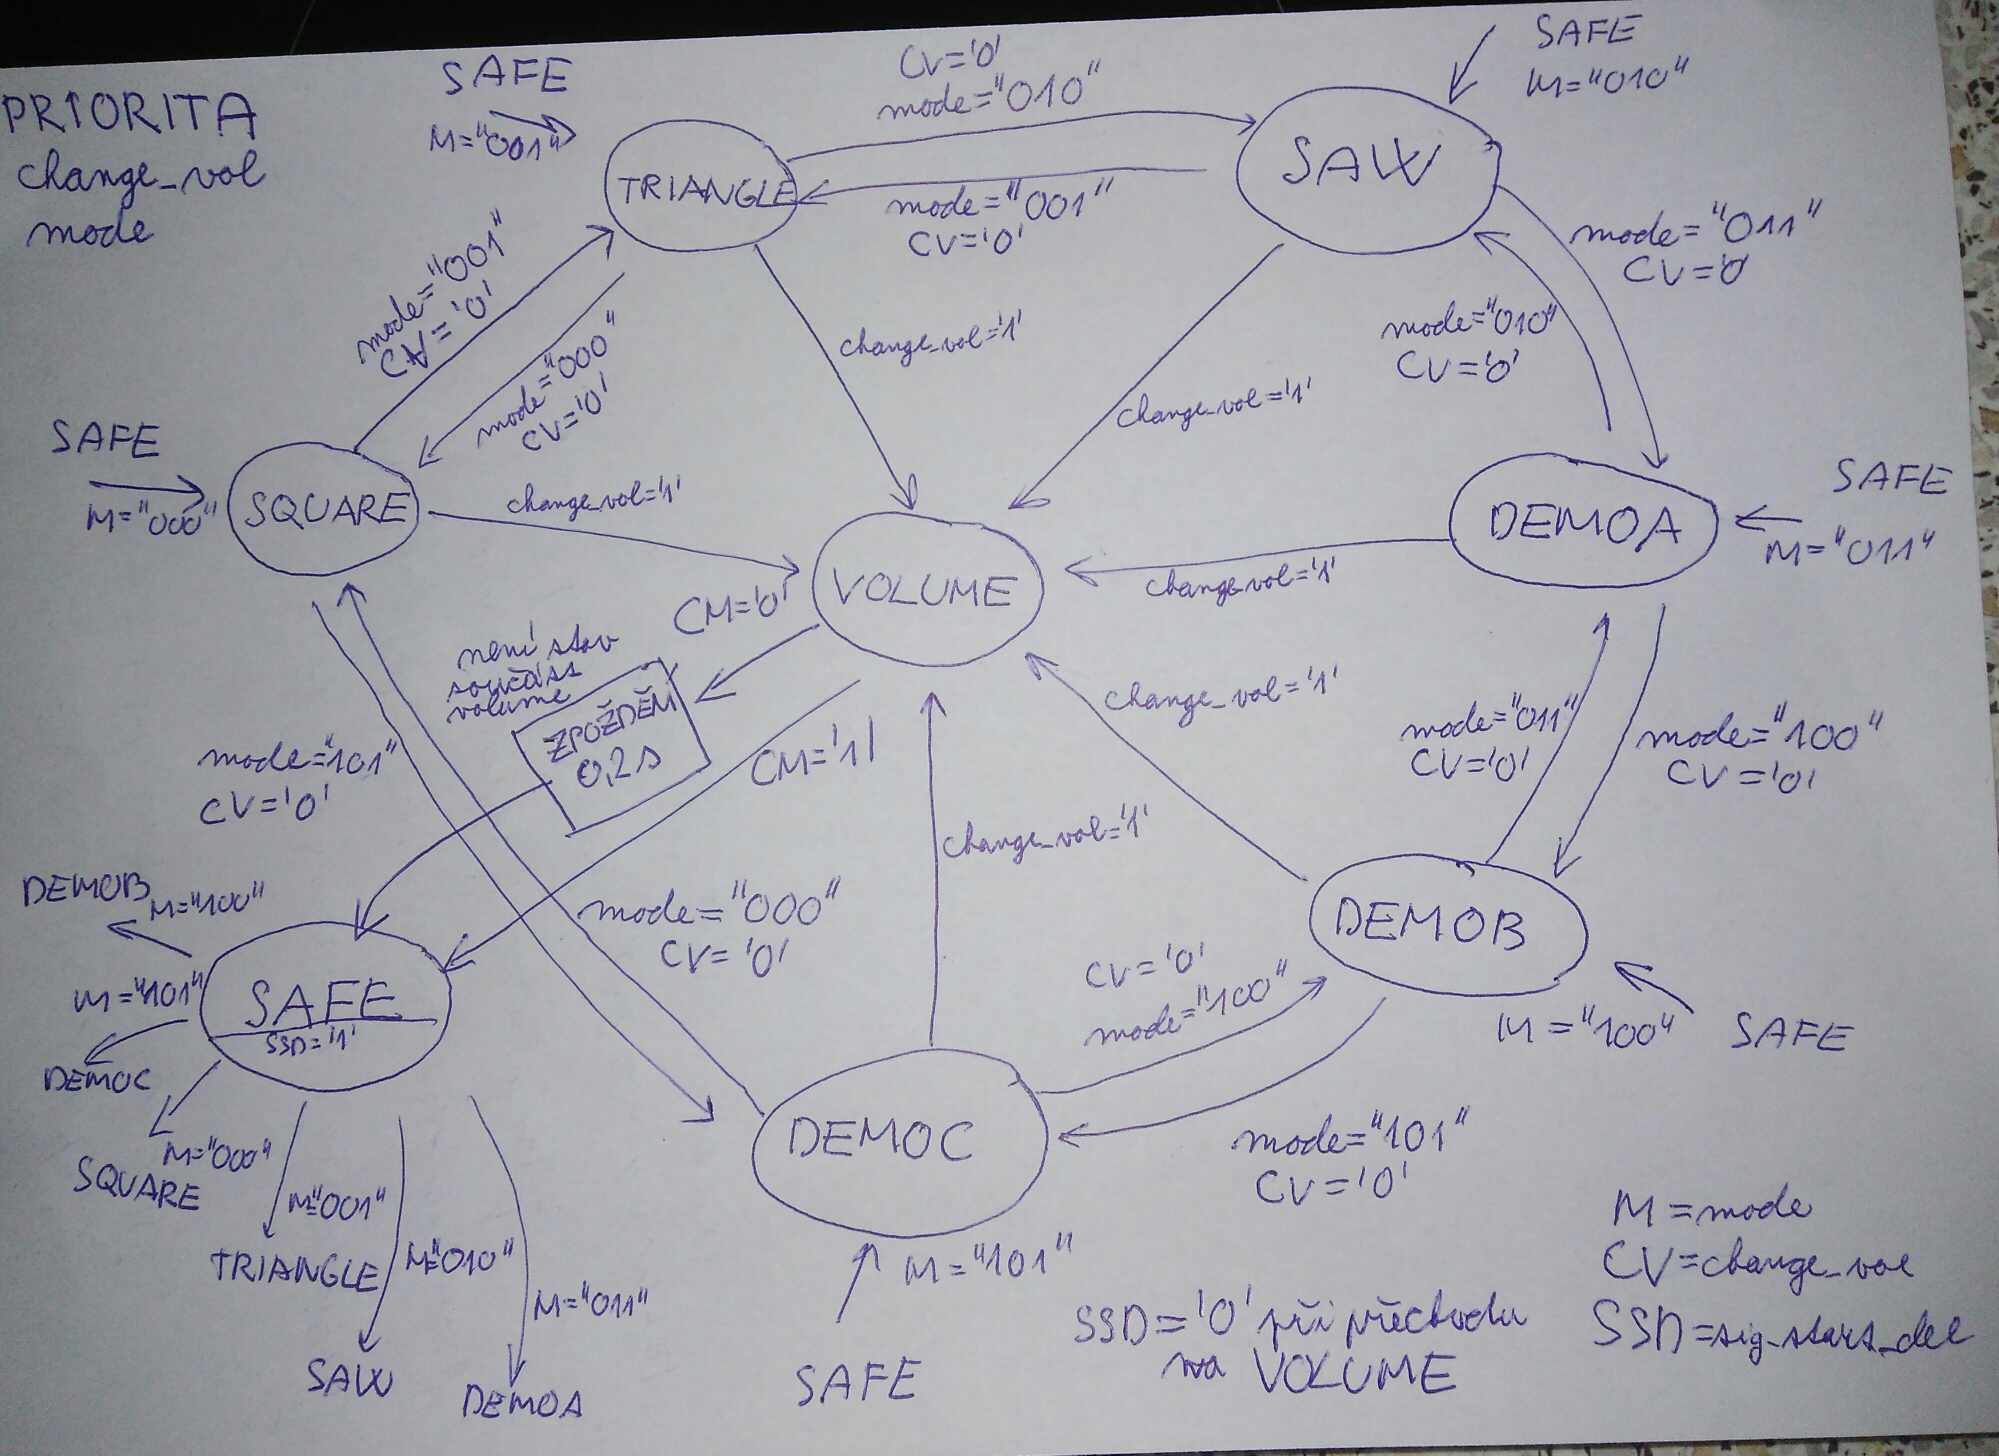 PRIORITA
change_vol
mode
SAFE
M="001"
CV='0'
mode="010"
SAFE
M="010"
TRIANGLE
SAW
mode="001"
CV='0'
mode="001"
CV='0'
mode="000"
CV='0'
change_vol='1'
change_vol='1'
mode="011"
CV='0'
mode="010"
CV='0'
SAFE
M="000"
SQUARE
change_vol='1'
VOLUME
change_vol='1'
DEMOA
SAFE
M="011"
CM='0'
není stav
součást
volume
ZPOŽDĚN
0,2s
CM='1'
mode="101"
CV='0'
change_vol='1'
mode="011"
CV='0'
mode="100"
CV='0'
change_vol='1'
mode="000"
CV='0'
DEMOB
M="100"
M="101"
SAFE
SSD='1'
DEMOC
M="000"
SQUARE
M="001"
TRIANGLE
M="010"
SAW
M="011"
DEMOA
CV='0'
mode="100"
DEMOB
M="100"
SAFE
DEMOC
mode="101"
CV='0'
M="101"
SAFE
SSD='0' při přechodu
na VOLUME
M=mode
CV=change_vol
SSD=sig_start_del